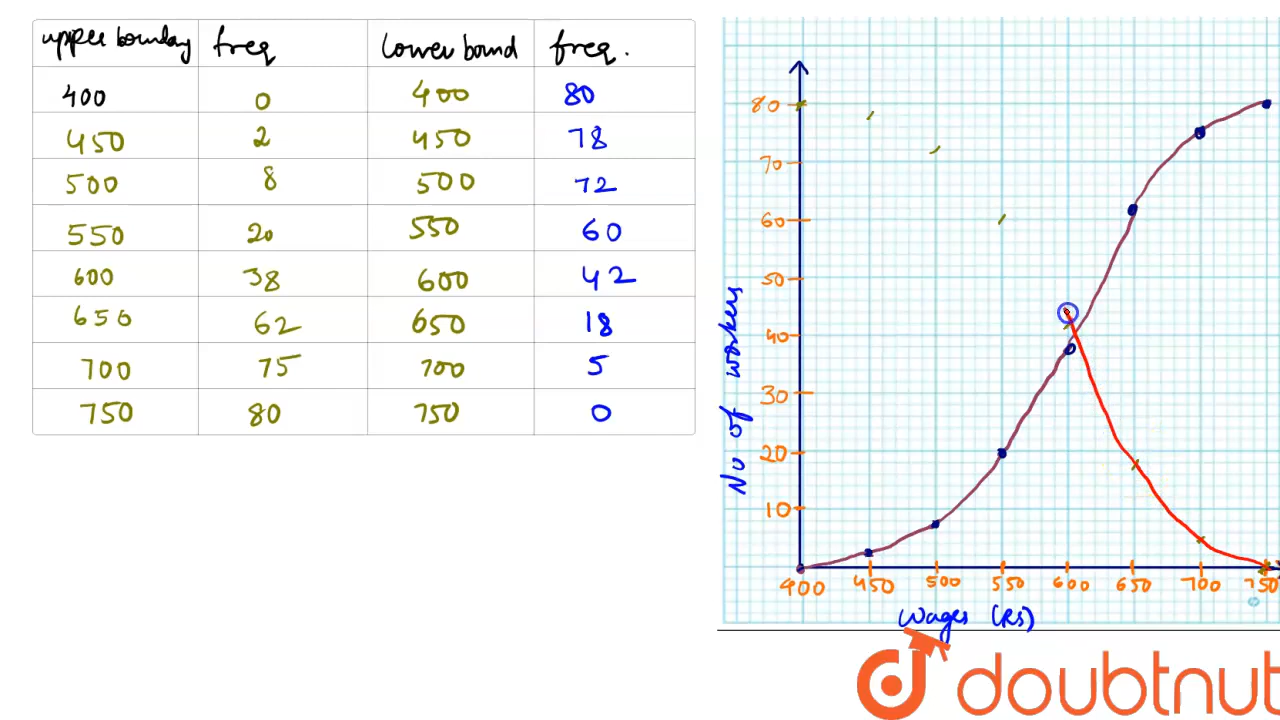 upper boundary freq lower bound freq.
400 0 400 80
450 2 450 78
500 8 500 72
550 20 550 60
600 38 600 42
650 62 650 18
700 75 700 5
750 80 750 0
80
70
60
50
40
30
20
10
No of workers
400 450 500 550 600 650 700 750
Wages (Rs)
doubtnut